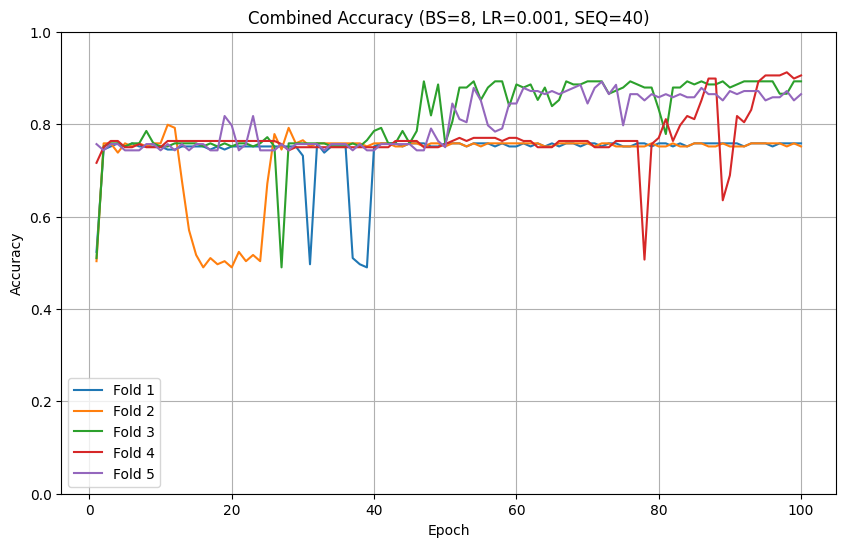 Combined Accuracy (BS=8, LR=0.001, SEQ=40)
1.0
0.8
0.6
0.4
0.2
0.0
Accuracy
Fold 1
Fold 2
Fold 3
Fold 4
Fold 5
0 20 40 60 80 100
Epoch